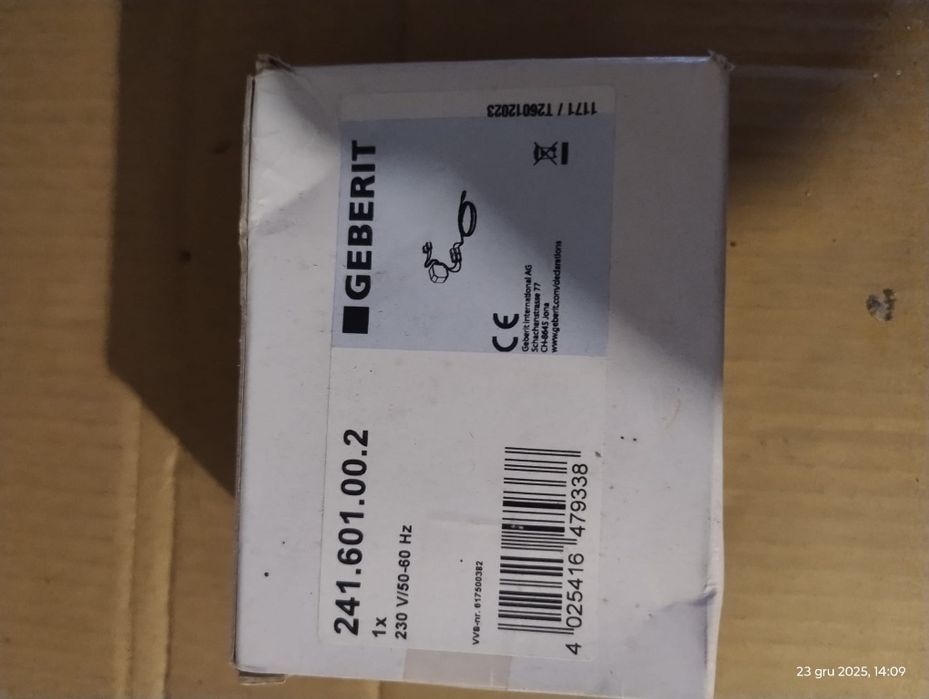 GEBERIT
1171 / T26012023
CE
Geberit International AG
Schachenstrasse 77
CH-8645 Jona
www.geberit.com/declarations
241.601.00.2
1x
230 V/50-60 Hz
VVB-nr. 617500382
4 025416 479338
23 gru 2025, 14:09